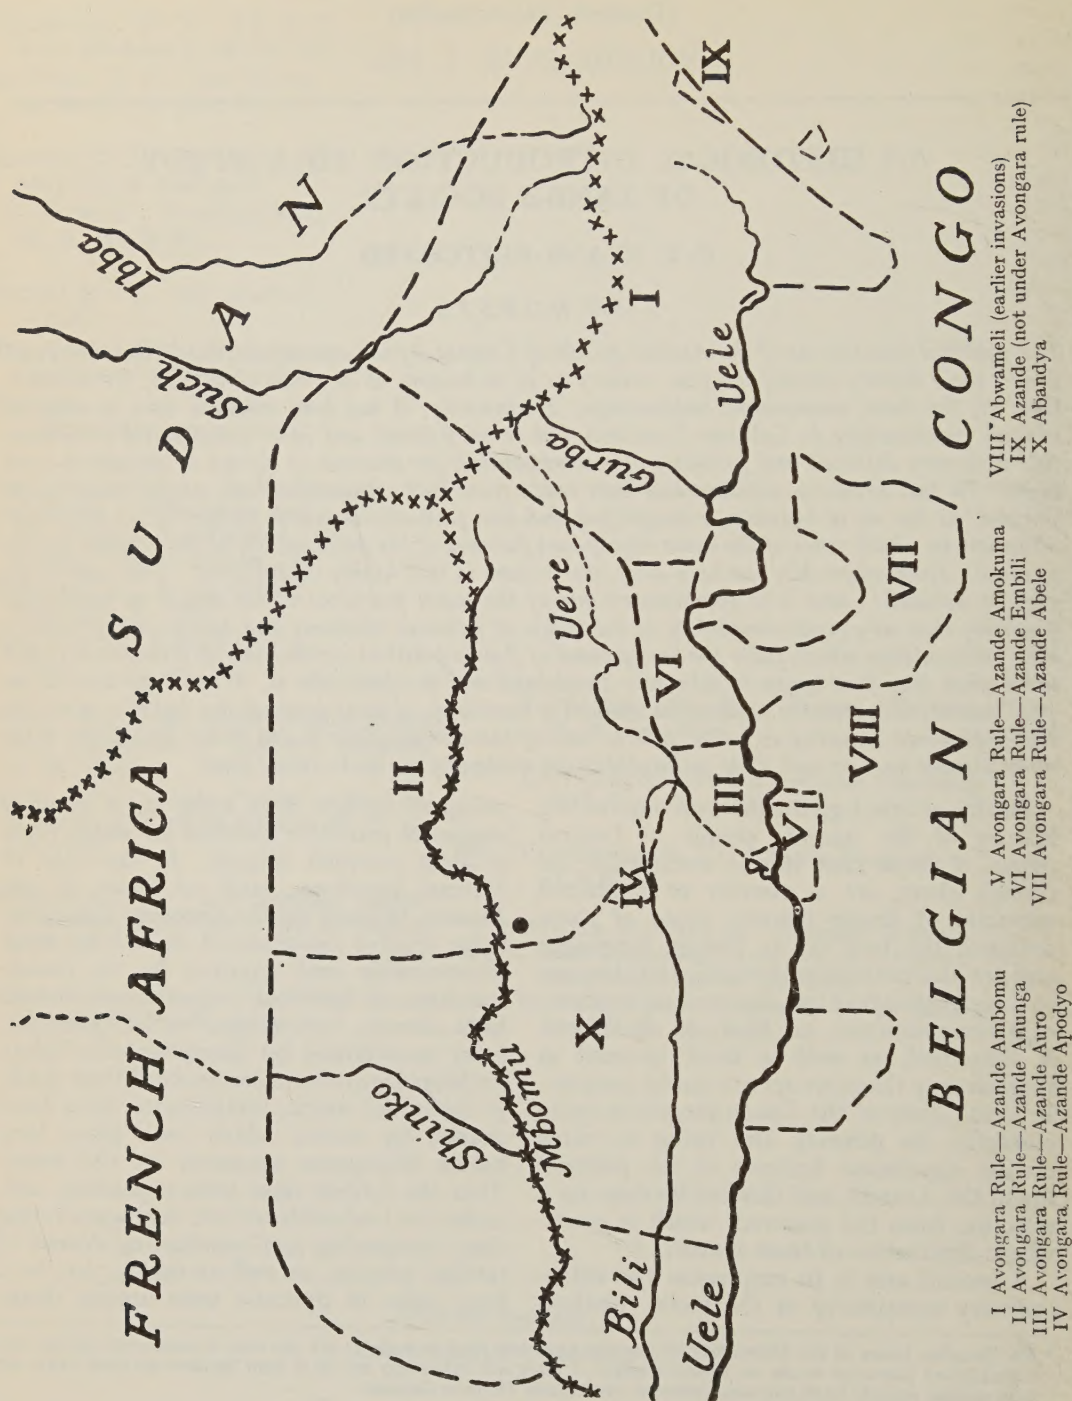 FRENCH AFRICA
SUDAN
Such
Ibba
Shinko
Mbomu
II
I
IX
Vere
Gurba
Uele
X
IV
VI
III
V
VII
VIII
Bili
Uele
BELGIAN CONGO
I Avongara Rule—Azande Ambomu
II Avongara Rule—Azande Anunga
III Avongara Rule—Azande Auro
IV Avongara Rule—Azande Apodyo
V Avongara Rule—Azande Amokuma
VI Avongara Rule—Azande Embili
VII Avongara Rule—Azande Abele
VIII Abwameli (earlier invasions)
IX Azande (not under Avongara rule)
X Abandya